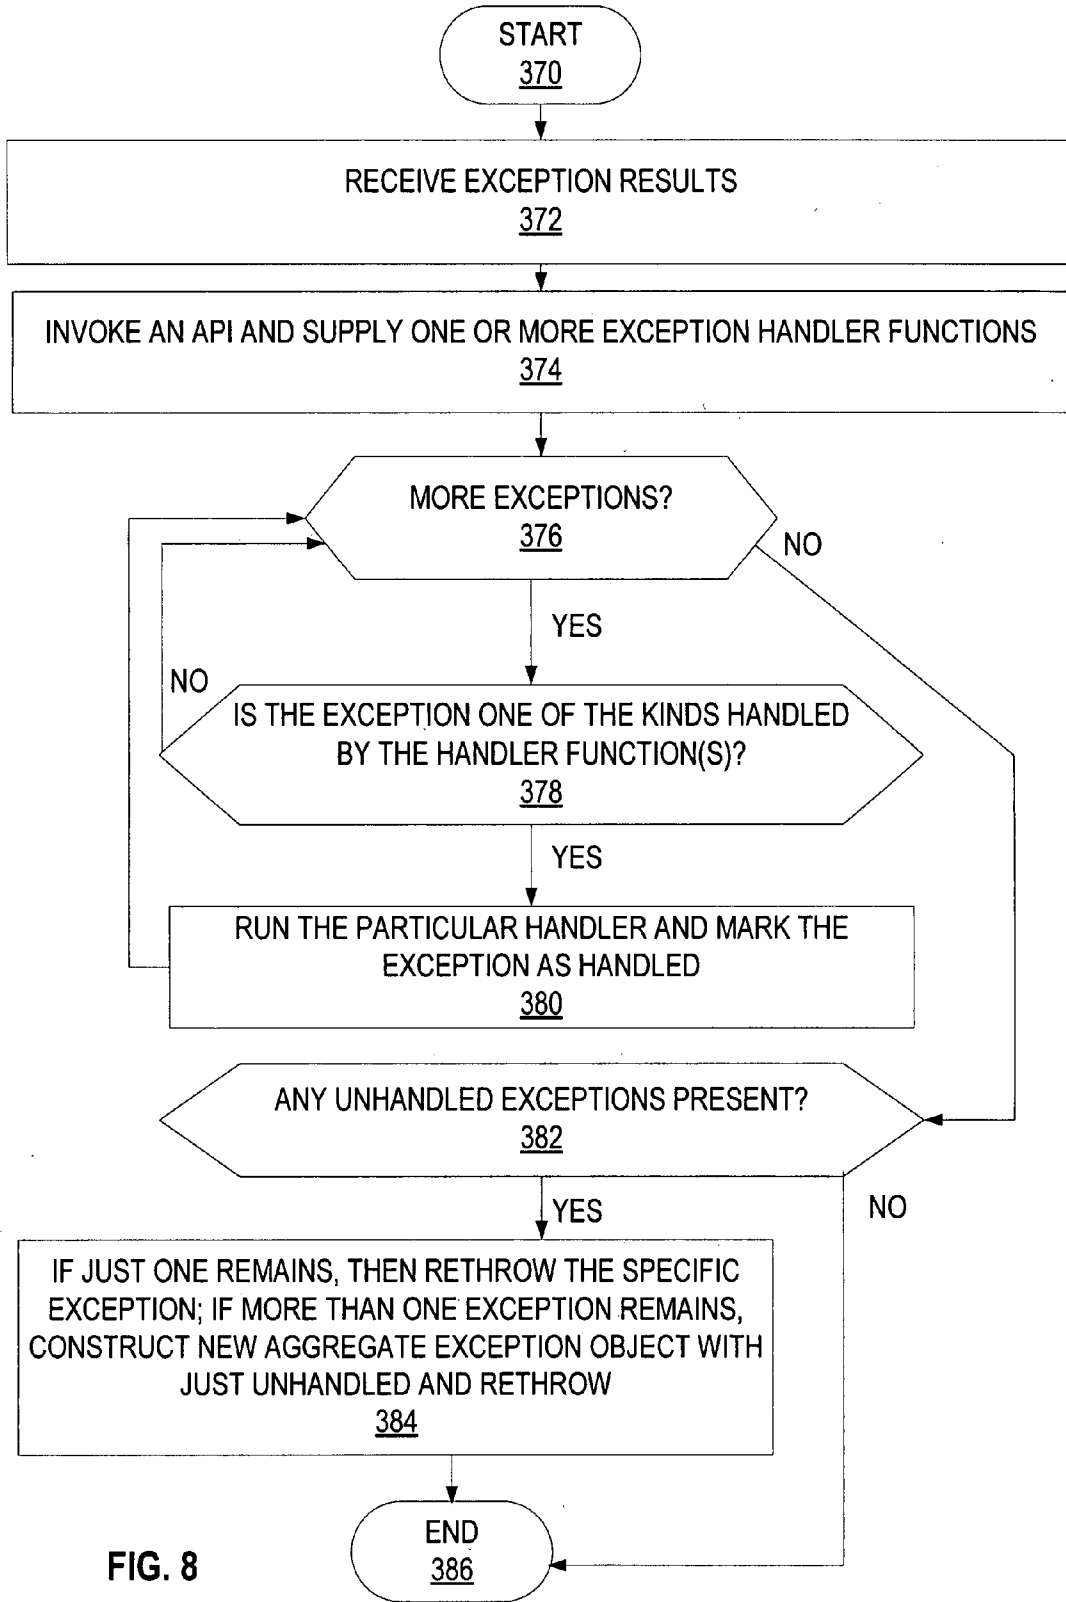 START
370
RECEIVE EXCEPTION RESULTS
372
INVOKE AN API AND SUPPLY ONE OR MORE EXCEPTION HANDLER FUNCTIONS
374
MORE EXCEPTIONS?
376
NO
YES
NO
IS THE EXCEPTION ONE OF THE KINDS HANDLED
BY THE HANDLER FUNCTION(S)?
378
YES
RUN THE PARTICULAR HANDLER AND MARK THE
EXCEPTION AS HANDLED
380
ANY UNHANDLED EXCEPTIONS PRESENT?
382
YES
NO
IF JUST ONE REMAINS, THEN RETHROW THE SPECIFIC
EXCEPTION; IF MORE THAN ONE EXCEPTION REMAINS,
CONSTRUCT NEW AGGREGATE EXCEPTION OBJECT WITH
JUST UNHANDLED AND RETHROW
384
END
386
FIG. 8